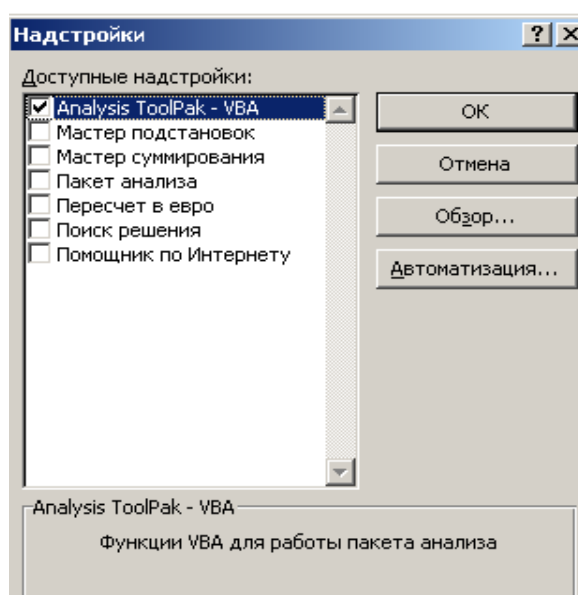 Надстройки
Доступные надстройки:
Analysis ToolPak - VBA
Мастер подстановок
Мастер суммирования
Пакет анализа
Пересчет в евро
Поиск решения
Помощник по Интернету
ОК
Отмена
Обзор...
Автоматизация...
Analysis ToolPak - VBA
Функции VBA для работы пакета анализа